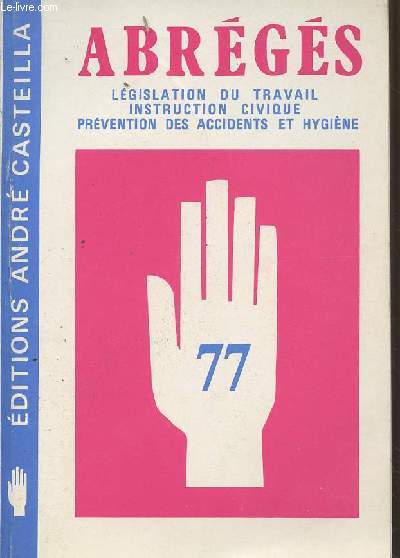 Le-livre.com
ÉDITIONS ANDRÉ CASTEILLA
ABRÉGÉS
LÉGISLATION DU TRAVAIL
INSTRUCTION CIVIQUE
PRÉVENTION DES ACCIDENTS ET HYGIÈNE
77